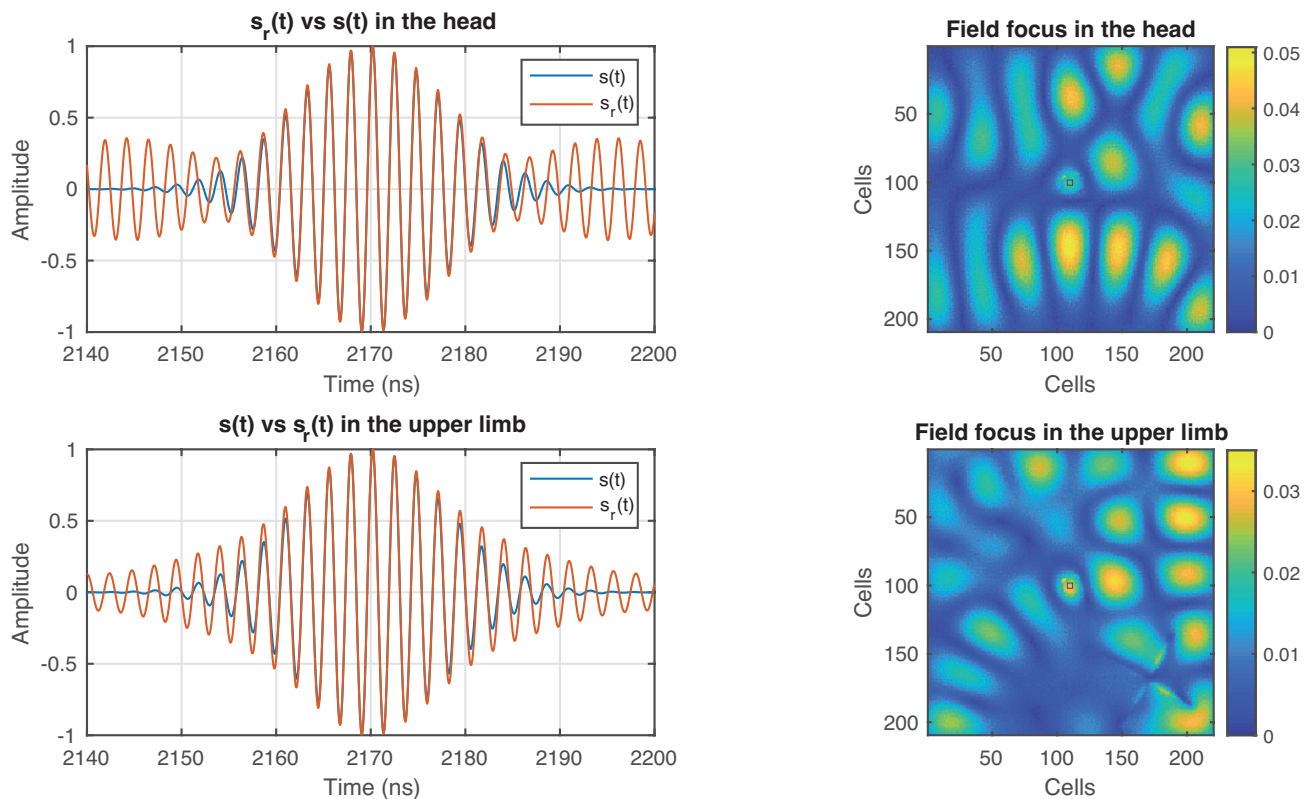 s_r(t) vs s(t) in the head
1
0.5
0
-0.5
-1
Amplitude
s(t)
s_r(t)
2140 2150 2160 2170 2180 2190 2200
Time (ns)
Field focus in the head
50
100
150
200
Cells
50 100 150 200
Cells
0.05
0.04
0.03
0.02
0.01
0
s(t) vs s_r(t) in the upper limb
1
0.5
0
-0.5
-1
Amplitude
s(t)
s_r(t)
2140 2150 2160 2170 2180 2190 2200
Time (ns)
Field focus in the upper limb
50
100
150
200
Cells
50 100 150 200
Cells
0.03
0.02
0.01
0